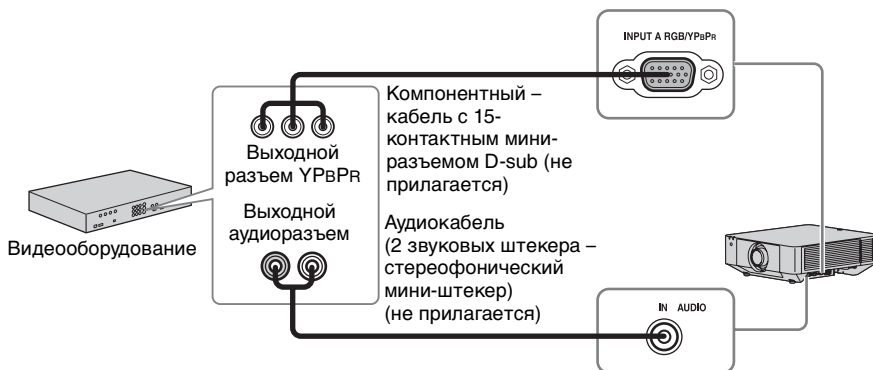 INPUT A RGB/YPBPR
Компонентный –
кабель с 15-
контактным мини-
разъемом D-sub (не
прилагается)
Выходной
разъем YPBPR
Выходной
аудиоразъем
Видеооборудование
Аудиокабель
(2 звуковых штекера –
стереофонический
мини-штекер)
(не прилагается)
IN AUDIO